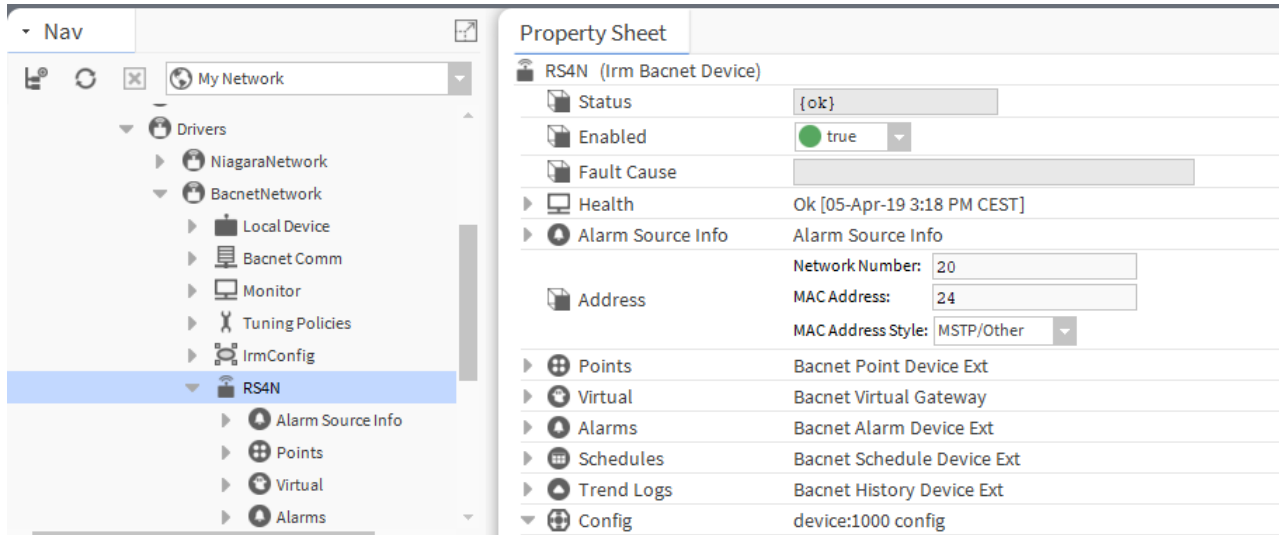 Nav
My Network
Drivers
NiagaraNetwork
BacnetNetwork
Local Device
Bacnet Comm
Monitor
Tuning Policies
IrmConfig
RS4N
Alarm Source Info
Points
Virtual
Alarms
Property Sheet
RS4N (Irm Bacnet Device)
Status {ok}
Enabled true
Fault Cause
Health Ok [05-Apr-19 3:18 PM CEST]
Alarm Source Info Alarm Source Info
Network Number: 20
Address MAC Address: 24
MAC Address Style: MSTP/Other
Points Bacnet Point Device Ext
Virtual Bacnet Virtual Gateway
Alarms Bacnet Alarm Device Ext
Schedules Bacnet Schedule Device Ext
Trend Logs Bacnet History Device Ext
Config device:1000 config